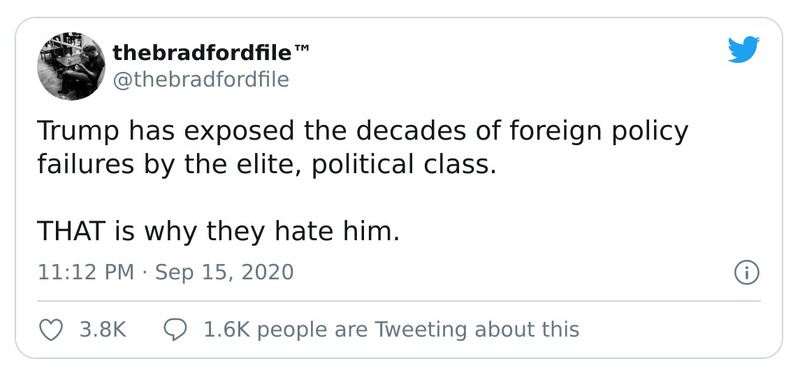 thebradfordfile™
@thebradfordfile
Trump has exposed the decades of foreign policy
failures by the elite, political class.
THAT is why they hate him.
11:12 PM · Sep 15, 2020
3.8K 1.6K people are Tweeting about this